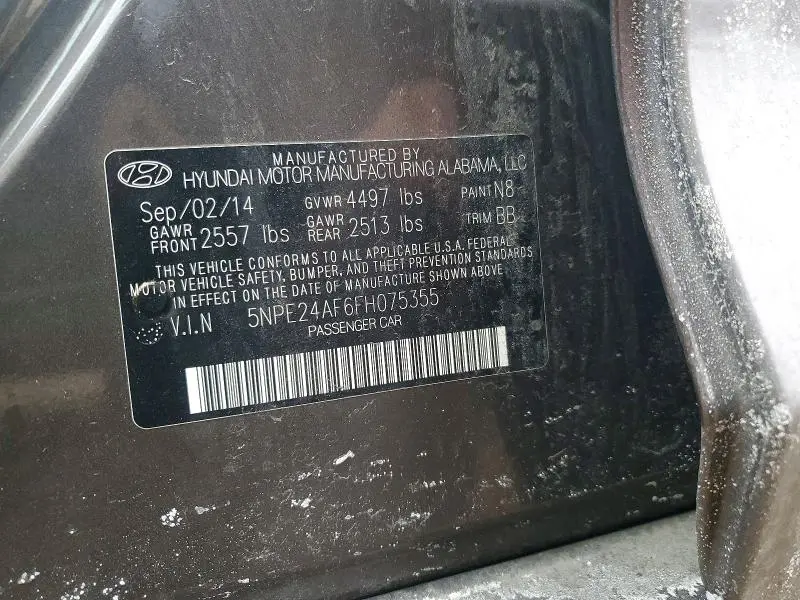 MANUFACTURED BY
HYUNDAI MOTOR MANUFACTURING ALABAMA, LLC
Sep/02/14 GVWR 4497 lbs PAINT N8
GAWR FRONT 2557 lbs GAWR REAR 2513 lbs TRIM BB
THIS VEHICLE CONFORMS TO ALL APPLICABLE U.S.A. FEDERAL
MOTOR VEHICLE SAFETY, BUMPER, AND THEFT PREVENTION STANDARDS
IN EFFECT ON THE DATE OF MANUFACTURE SHOWN ABOVE
V.I.N 5NPE24AF6FH075355
PASSENGER CAR